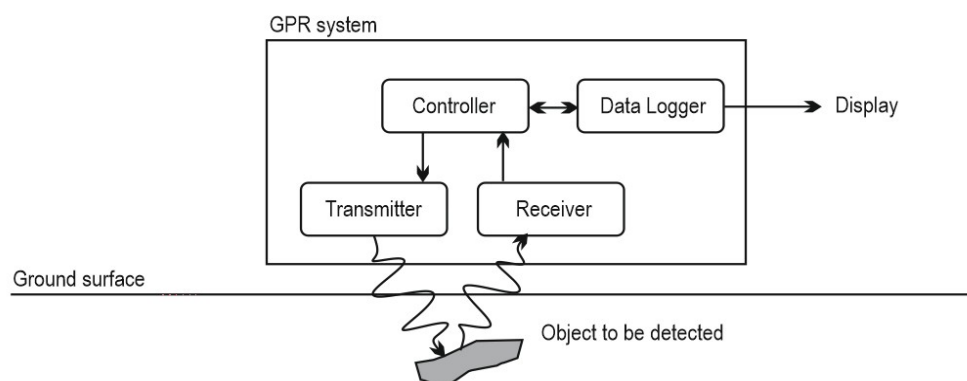 GPR system
Controller
Data Logger
Display
Transmitter
Receiver
Ground surface
Object to be detected